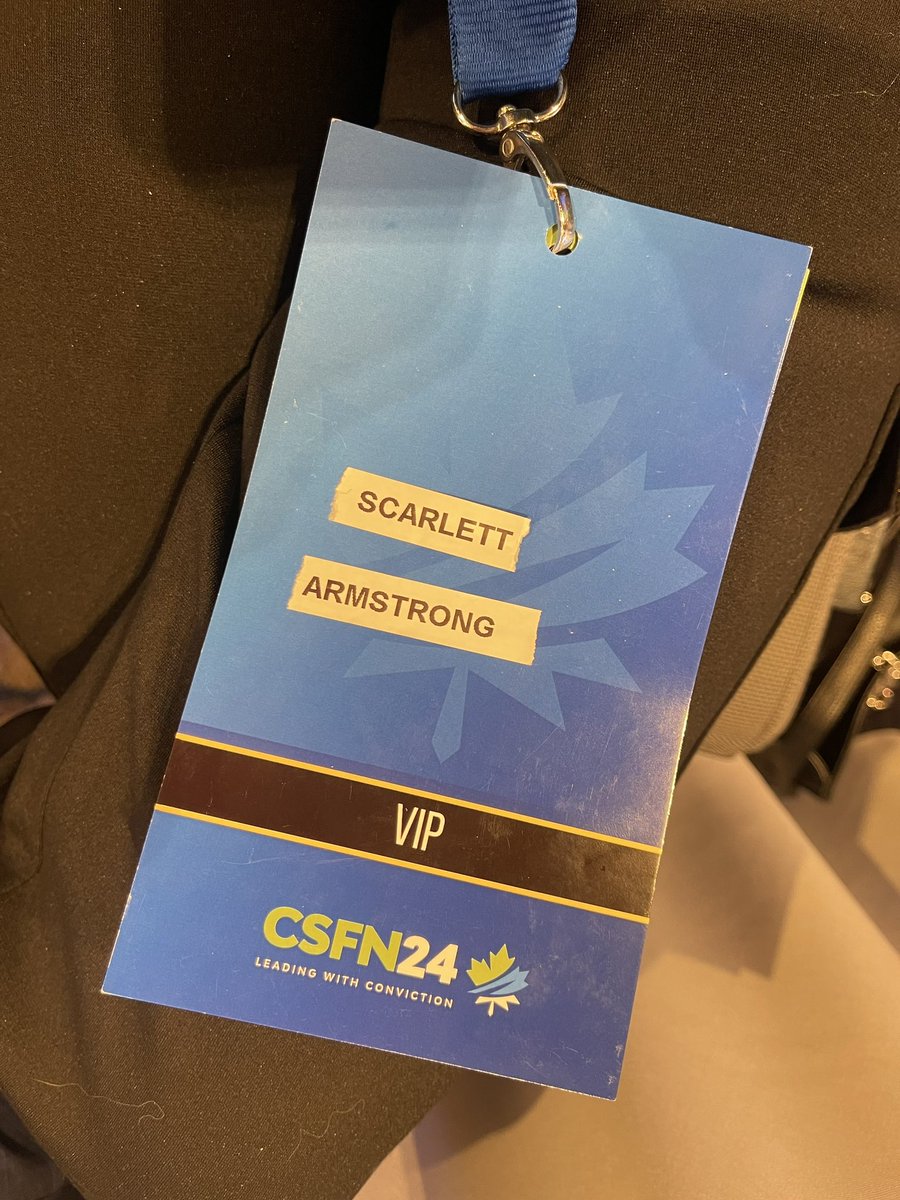 SCARLETT
ARMSTRONG
VIP
CSFN24
LEADING WITH CONVICTION